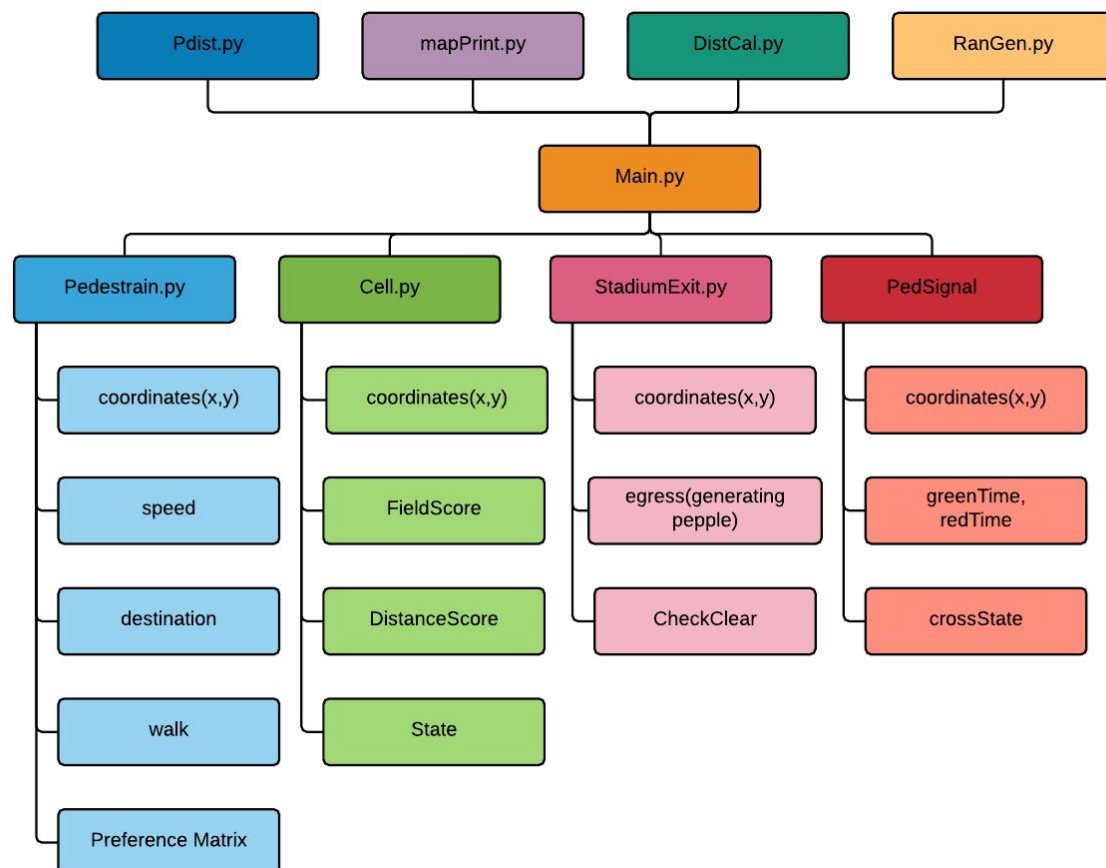 Pdist.py
mapPrint.py
DistCal.py
RanGen.py
Main.py
Pedestrain.py
Cell.py
StadiumExit.py
PedSignal
coordinates(x,y)
coordinates(x,y)
coordinates(x,y)
coordinates(x,y)
speed
FieldScore
egress(generating
pepple)
greenTime,
redTime
destination
DistanceScore
CheckClear
crossState
walk
State
Preference Matrix